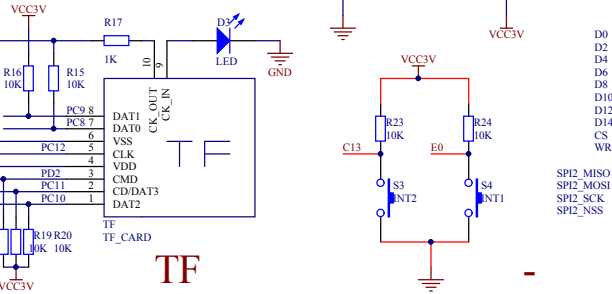 VCC3V
R17
1K
D3
LED
GND
10
9
CK_OUT
CK_IN
R16
10K
R15
10K
PC9 8 DAT1
PC8 7 DAT0
6 VSS
PC12 5 CLK
4 VDD
PD2 3 CMD
PC11 2 CD/DAT3
PC10 1 DAT2
TF
TF
TF_CARD
R19 R20
10K 10K
VCC3V
TF
VCC3V
VCC3V
R23
10K
R24
10K
C13
E0
S3
INT2
S4
INT1
D0
D2
D4
D6
D8
D10
D12
D14
CS
WR
SPI2_MISO
SPI2_MOSI
SPI2_SCK
SPI2_NSS